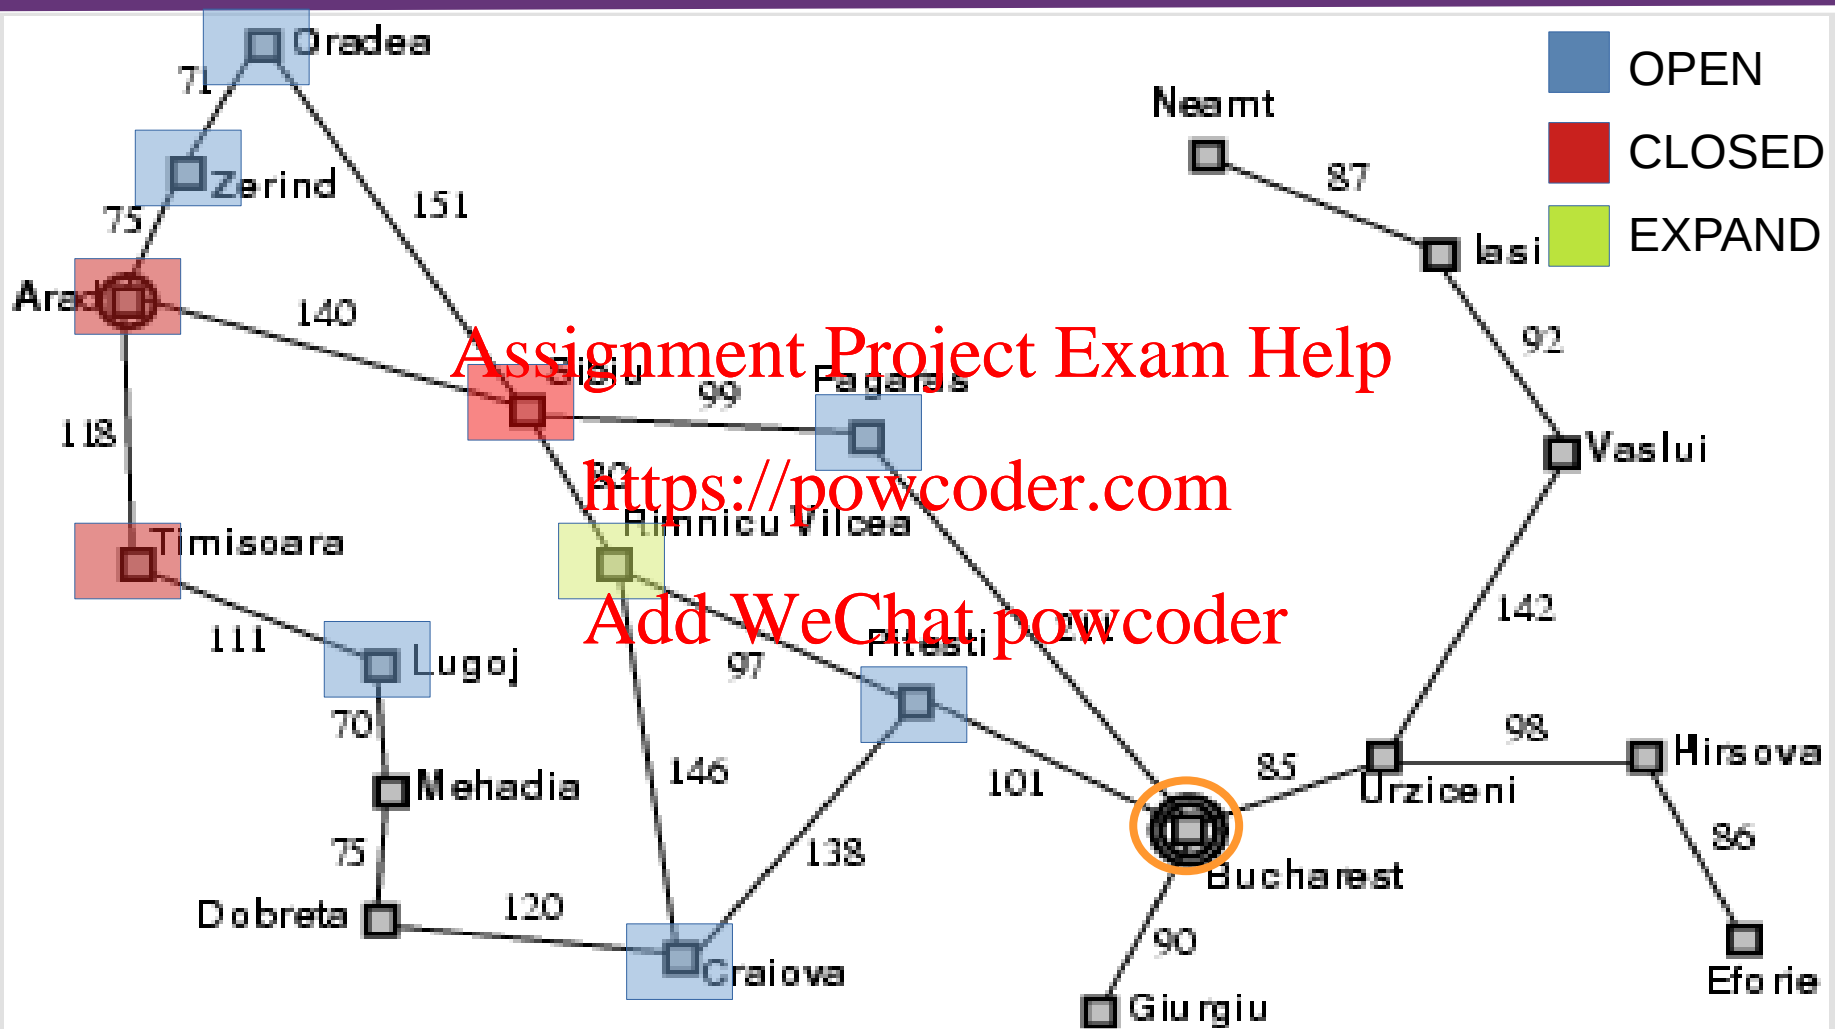 Oradea
OPEN
71
Neamt
CLOSED
87
Zerind
151
75
EXPAND
Iasi
Arad
140
92
Assignment Project Exam Help
Sibiu
Fagaras
99
118
Vaslui
80
https://powcoder.com
Rimnicu Vilcea
Timisoara
142
Add WeChat powcoder
211
111
Pitesti
Lugoj
97
70
98
Hirsova
146
101
85
Mehadia
Urziceni
75
138
86
Bucharest
Dobreta
120
90
Craiova
Eforie
Giurgiu